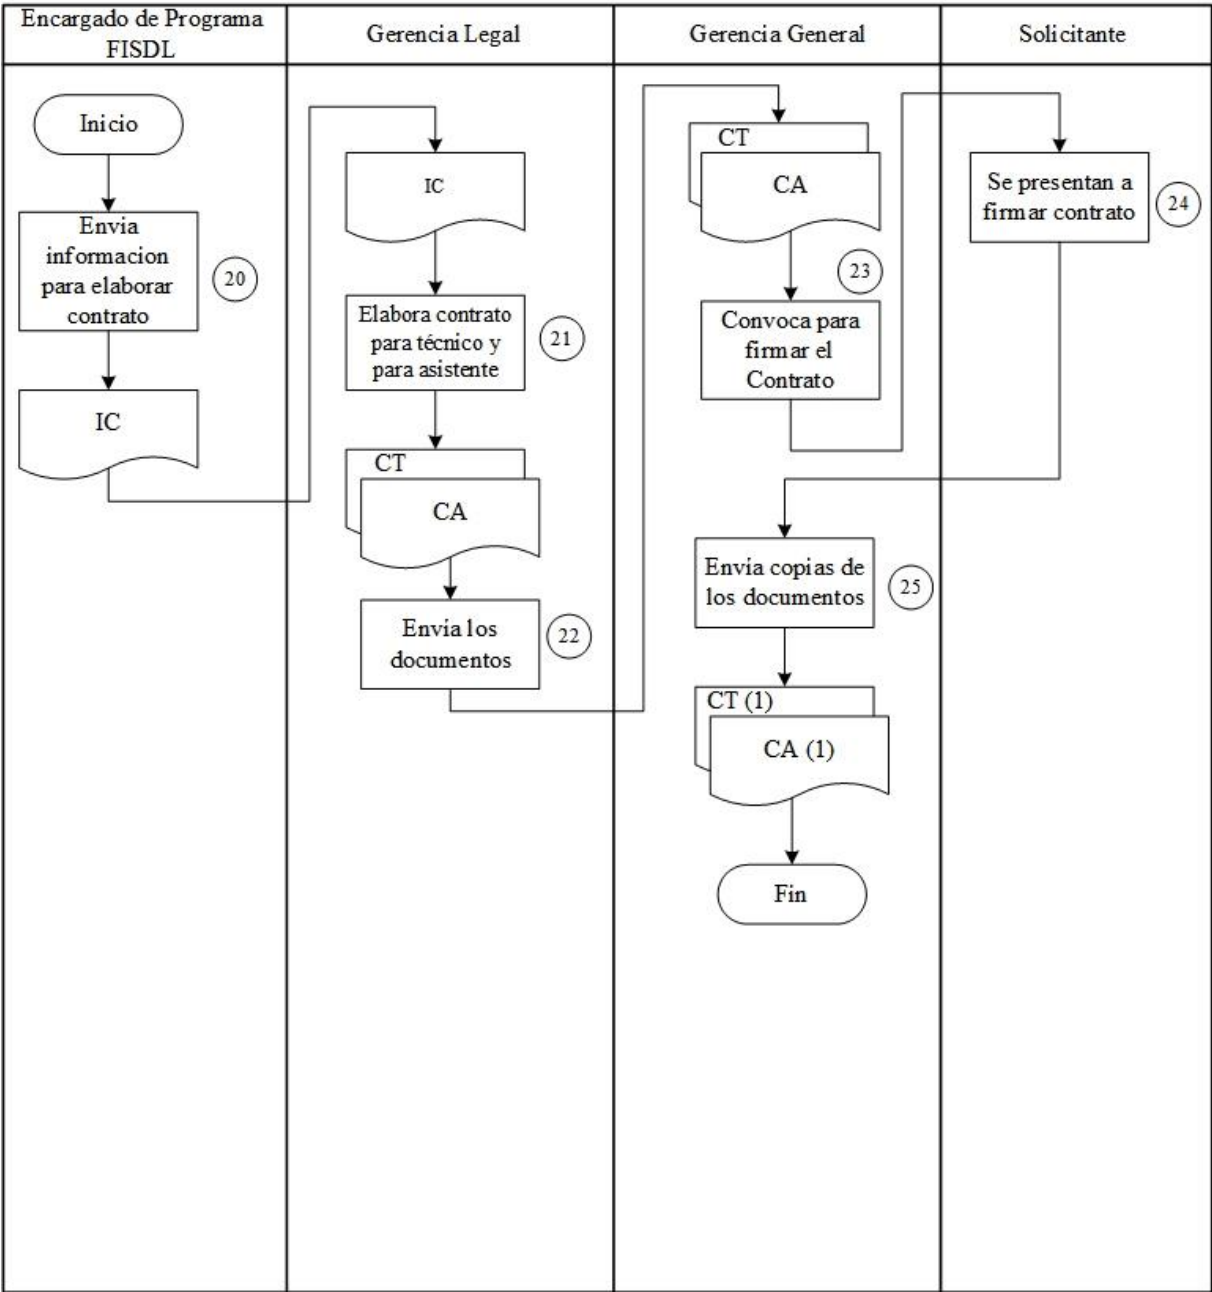 Encargado de Programa
FISDL
Gerencia Legal
Gerencia General
Solicitante
Inicio
Envia
informacion
para elaborar
contrato
20
IC
IC
Elabora contrato
para técnico y
para asistente
21
CT
CA
Envia los
documentos
22
CT
CA
23
Convoca para
firmar el
Contrato
Se presentan a
firmar contrato
24
Envia copias de
los documentos
25
CT (1)
CA (1)
Fin